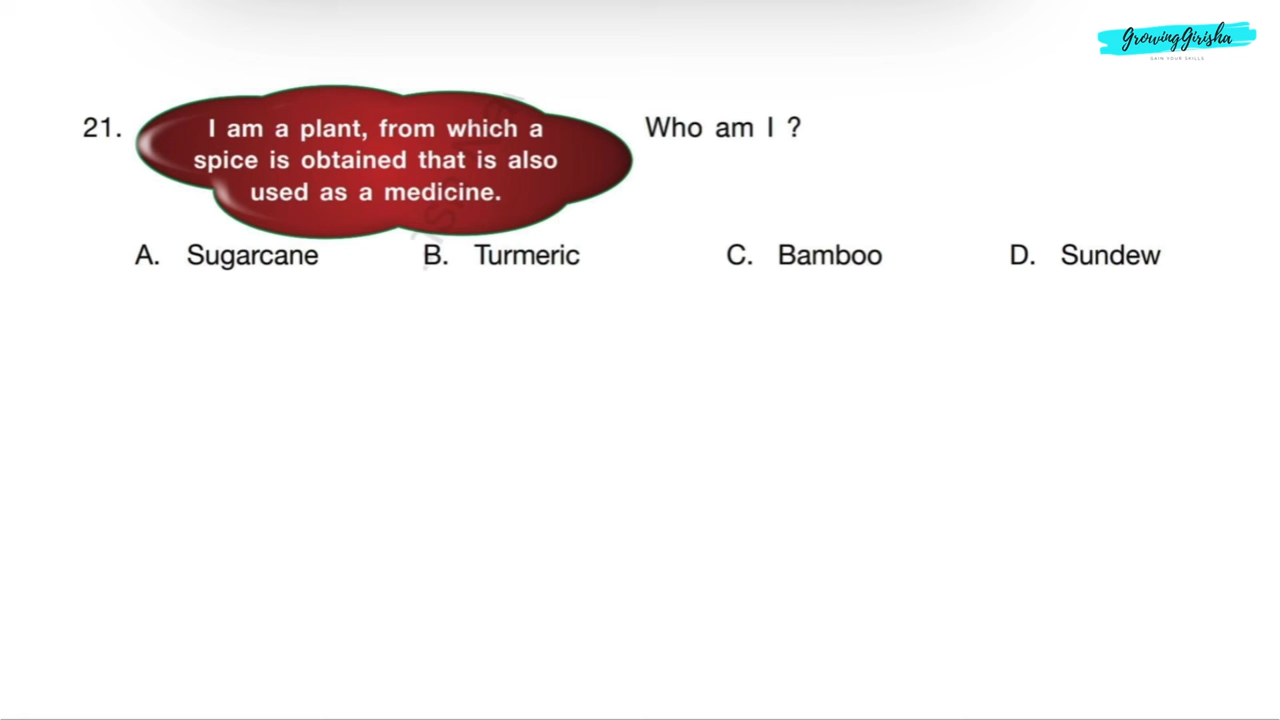 GrowingGirisha
GAIN YOUR SKILLS
21. I am a plant, from which a spice is obtained that is also used as a medicine. Who am I ?
A. Sugarcane B. Turmeric C. Bamboo D. Sundew